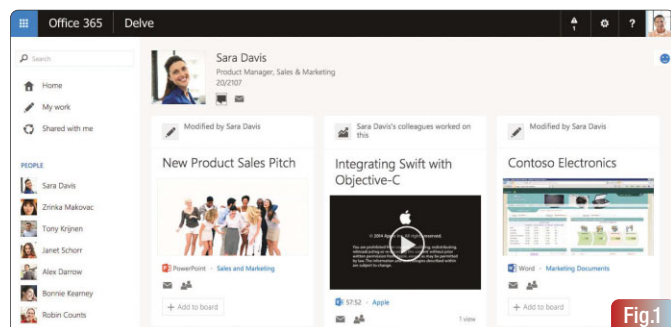 Office 365
Delve
1
?
Search
Home
My work
Shared with me
PEOPLE
Sara Davis
Zrinka Makovac
Tony Krijnen
Janet Schorr
Alex Darrow
Bonnie Kearney
Robin Counts
Sara Davis
Product Manager, Sales & Marketing
20/2107
Modified by Sara Davis
New Product Sales Pitch
PowerPoint · Sales and Marketing
+ Add to board
Sara Davis's colleagues worked on
this
Integrating Swift with
Objective-C
57:52 · Apple
1 view
Modified by Sara Davis
Contoso Electronics
Word · Marketing Documents
+ Add to board
Fig.1